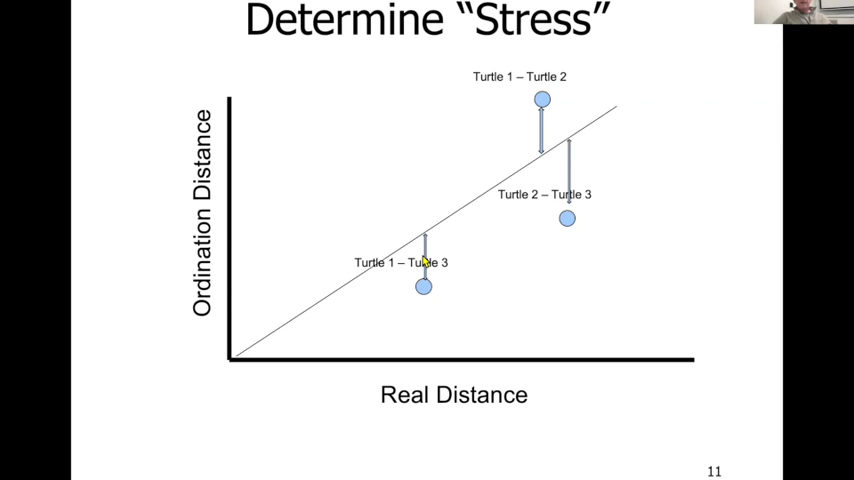 Determine “Stress”
Turtle 1 – Turtle 2
Turtle 2 – Turtle 3
Turtle 1 – Turtle 3
Ordination Distance
Real Distance
11